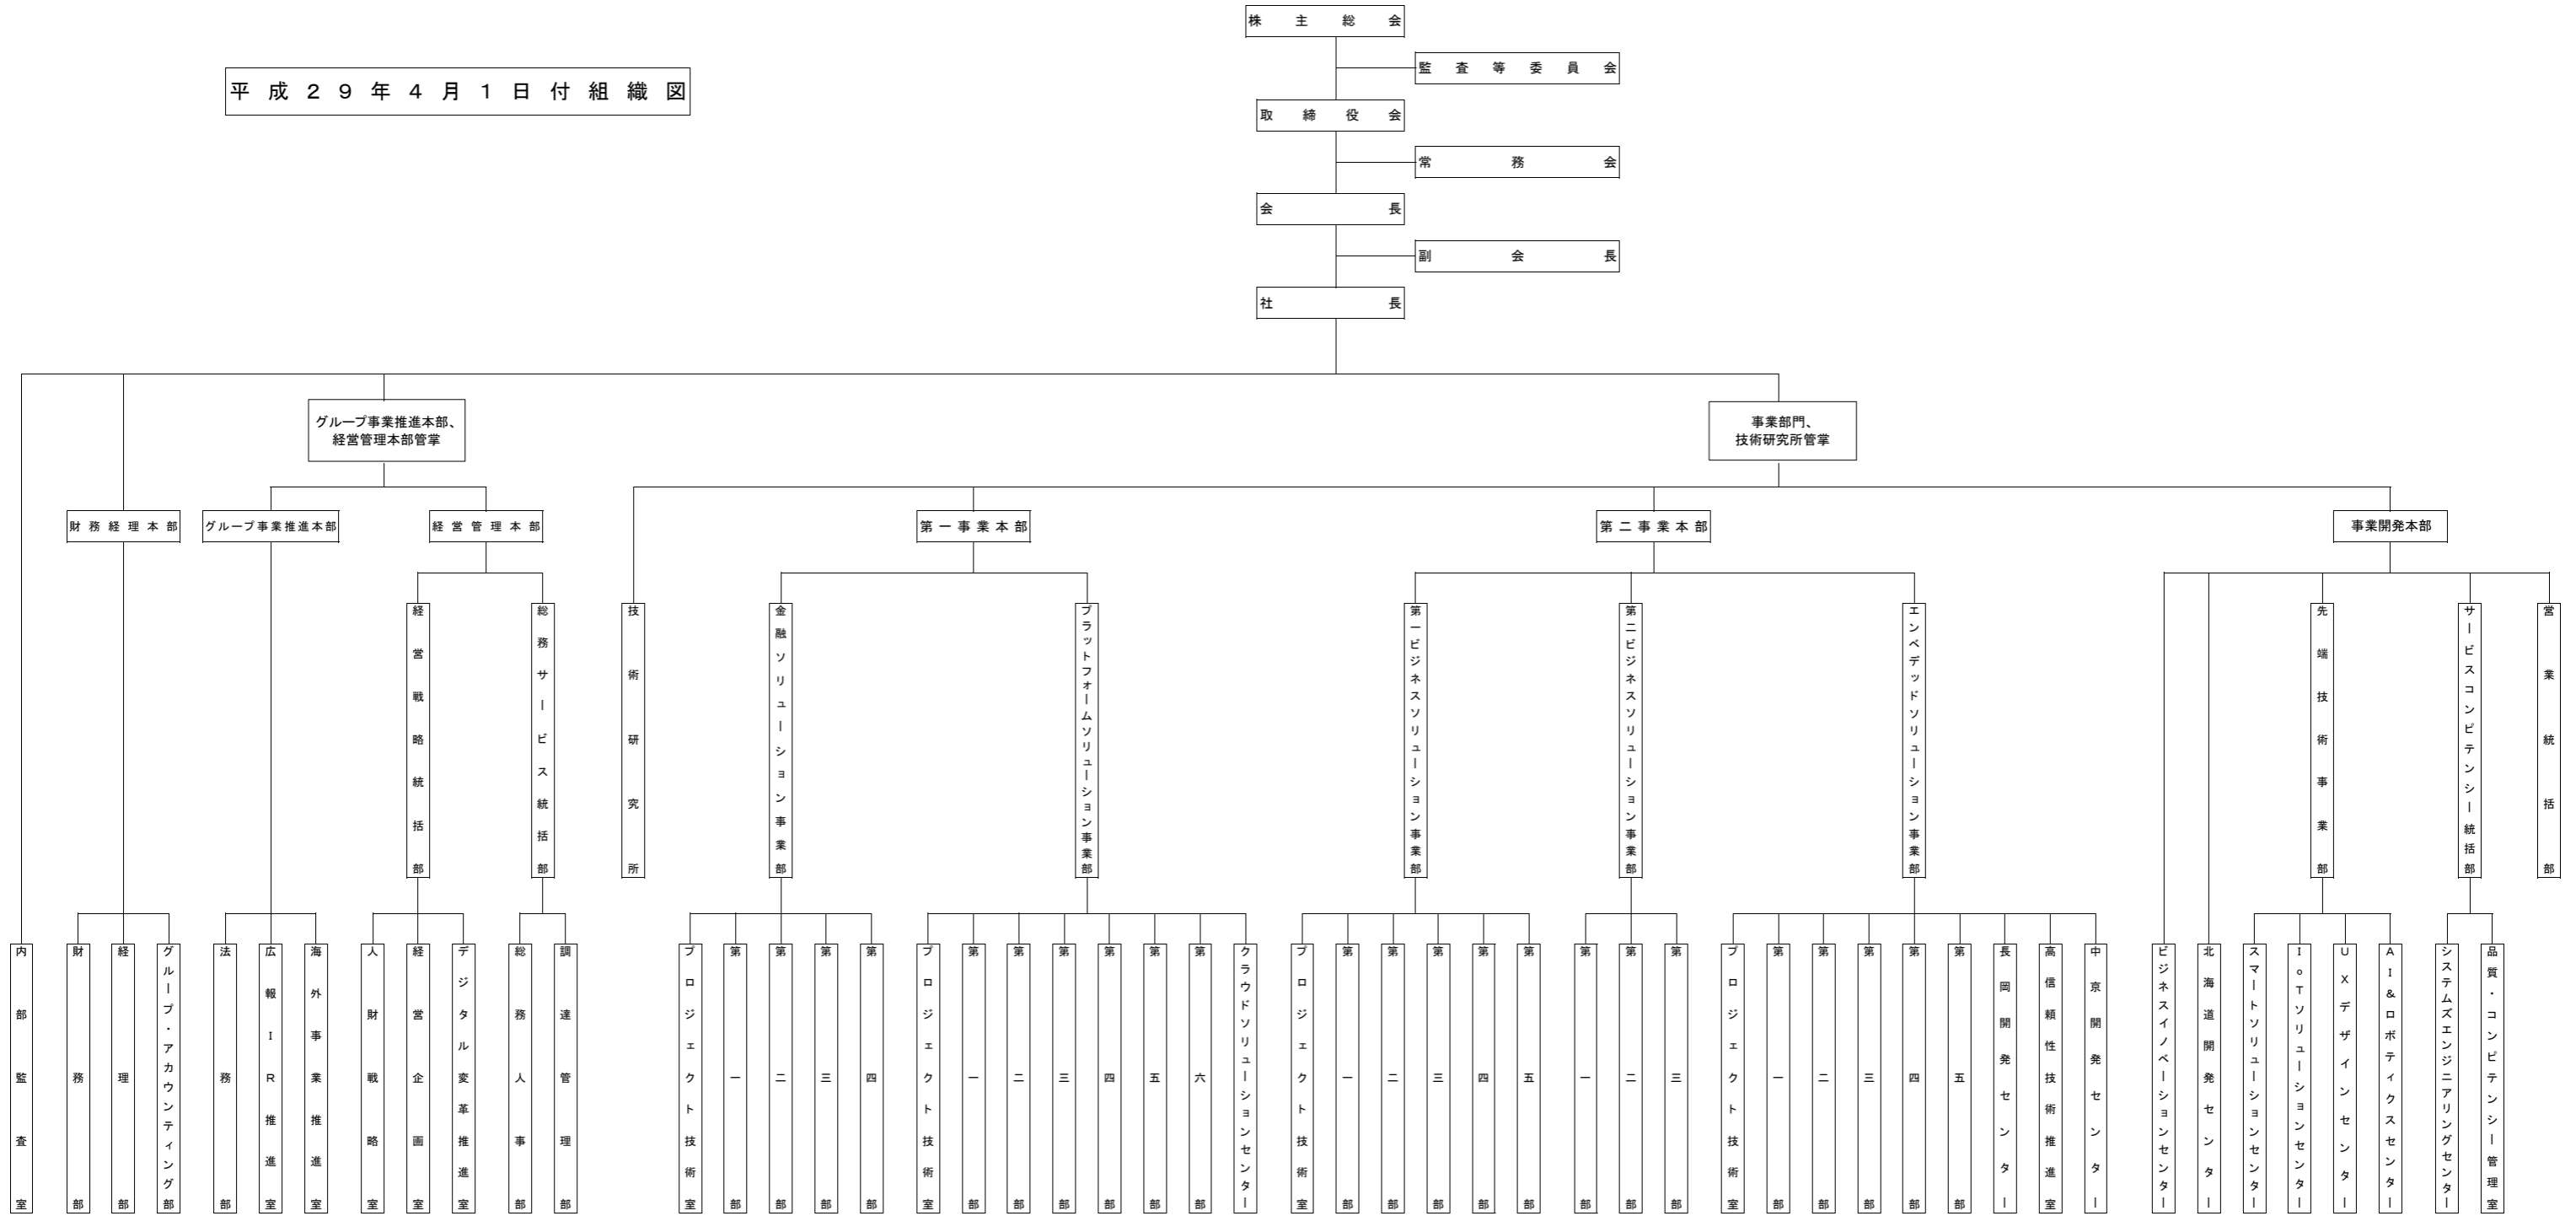 株主総会
平成29年4月1日付組織図
監査等委員会
取締役会
常務会
会長
副会長
社長
グループ事業推進本部、
経営管理本部管掌
事業部門、
技術研究所管掌
財務経理本部
グループ事業推進本部
経営管理本部
第一事業本部
第二事業本部
事業開発本部
経営戦略統括部
総務サービス統括部
技術研究所
金融ソリューション事業部
プラットフォームソリューション事業部
第一ビジネスソリューション事業部
第二ビジネスソリューション事業部
エンベデッドソリューション事業部
先端技術事業部
サービスコンピテンシー統括部
営業統括部
内部監査室
財務部
経理部
グループ・アカウンティング部
法務部
広報IR推進室
海外事業推進室
人財戦略室
経営企画室
デジタル変革推進室
総務人事部
調達管理部
プロジェクト技術室
第一部
第二部
第三部
第四部
プロジェクト技術室
第一部
第二部
第三部
第四部
第五部
第六部
クラウドソリューションセンター
プロジェクト技術室
第一部
第二部
第三部
第四部
第五部
第一部
第二部
第三部
プロジェクト技術室
第一部
第二部
第三部
第四部
第五部
長岡開発センター
高信頼性技術推進室
中京開発センター
ビジネスイノベーションセンター
北海道開発センター
スマートソリューションセンター
IoTソリューションセンター
UXデザインセンター
AI&ロボティクスセンター
システムズエンジニアリングセンター
品質・コンピテンシー管理室